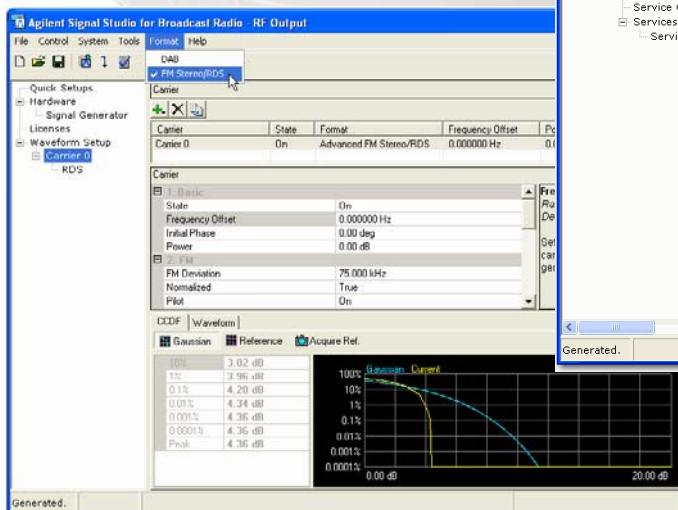 Agilent Signal Studio for Broadcast Radio - RF Output
File Control System Tools Format Help
DAB
FM Stereo/RDS
Quick Setups
Hardware
Signal Generator
Licenses
Waveform Setup
Carrier 0
RDS
Carrier
Carrier State Format Frequency Offset
Carrier 0 On Advanced FM Stereo/RDS 0.000000 Hz
Carrier
1. Basic
State On
Frequency Offset 0.000000 Hz
Initial Phase 0.00 deg
Power 0.00 dB
2. FM
FM Deviation 75.000 kHz
Normalized True
Pilot On
CCDF Waveform
Gaussian Reference Acquire Ref.
10% 3.02 dB
1% 3.96 dB
0.1% 4.20 dB
0.01% 4.34 dB
0.001% 4.36 dB
0.0001% 4.36 dB
Peak 4.36 dB
Gaussian Current
100%
10%
1%
0.1%
0.01%
0.001%
0.0001%
0.00 dB 20.00 dB
Generated.
Service
Services
Servi
Generated.